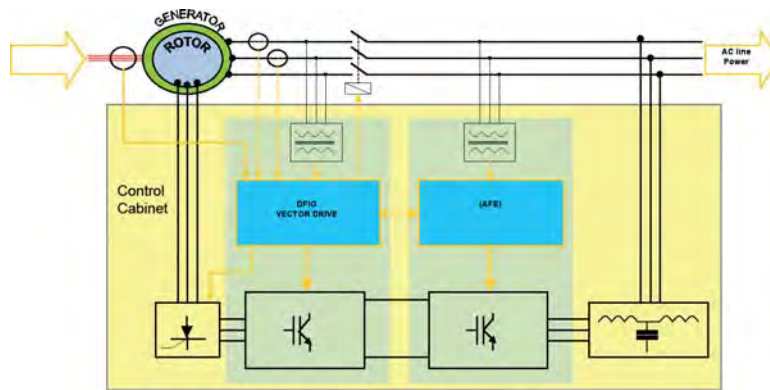 GENERATOR
ROTOR
AC line
Power
Control
Cabinet
DFIG
VECTOR DRIVE
(AFE)